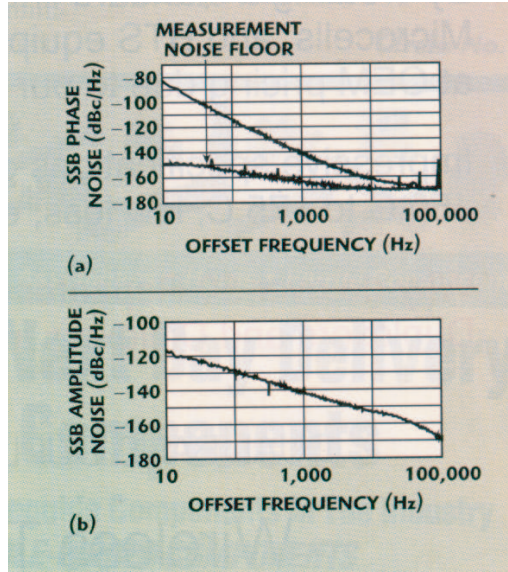 MEASUREMENT
NOISE FLOOR
SSB PHASE
NOISE (dBc/Hz)
80
−100
−120
−140
−160
−180
10
1,000
100,000
OFFSET FREQUENCY (Hz)
(a)
SSB AMPLITUDE
NOISE (dBc/Hz)
−100
−120
−140
−160
−180
10
1,000
100,000
OFFSET FREQUENCY (Hz)
(b)